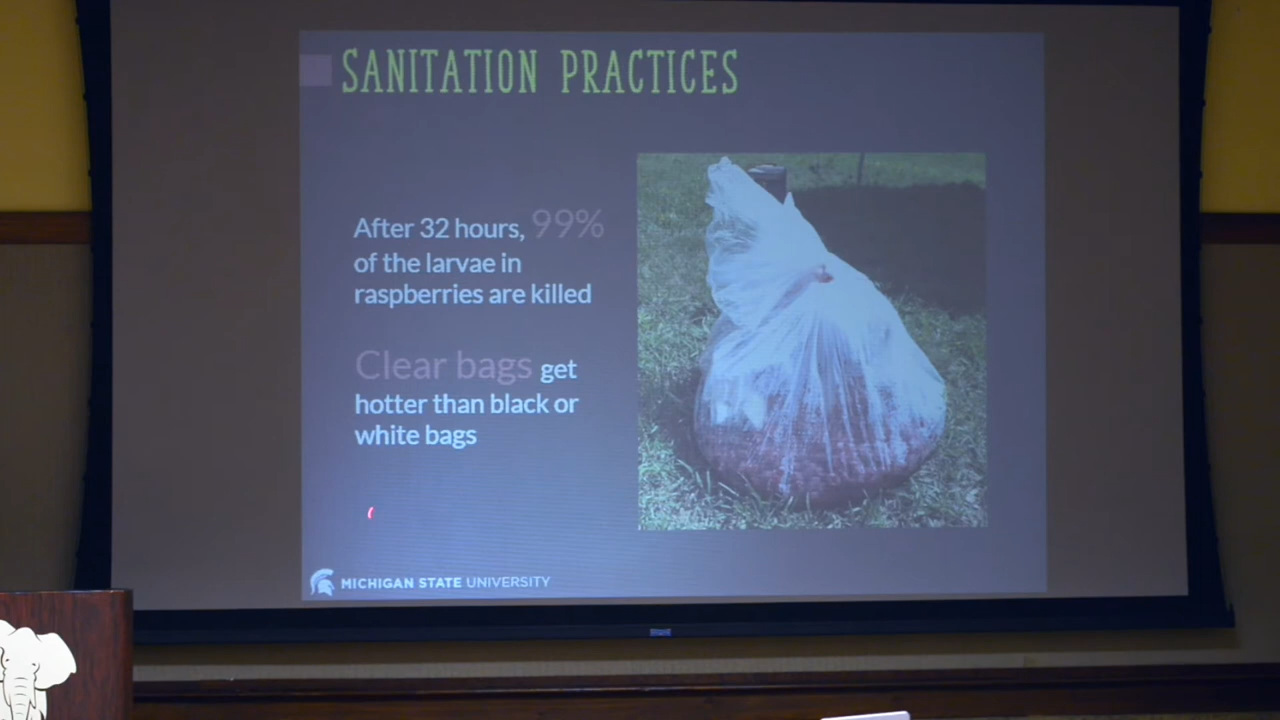 SANITATION PRACTICES
After 32 hours, 99%
of the larvae in
raspberries are killed
Clear bags get
hotter than black or
white bags
MICHIGAN STATE UNIVERSITY